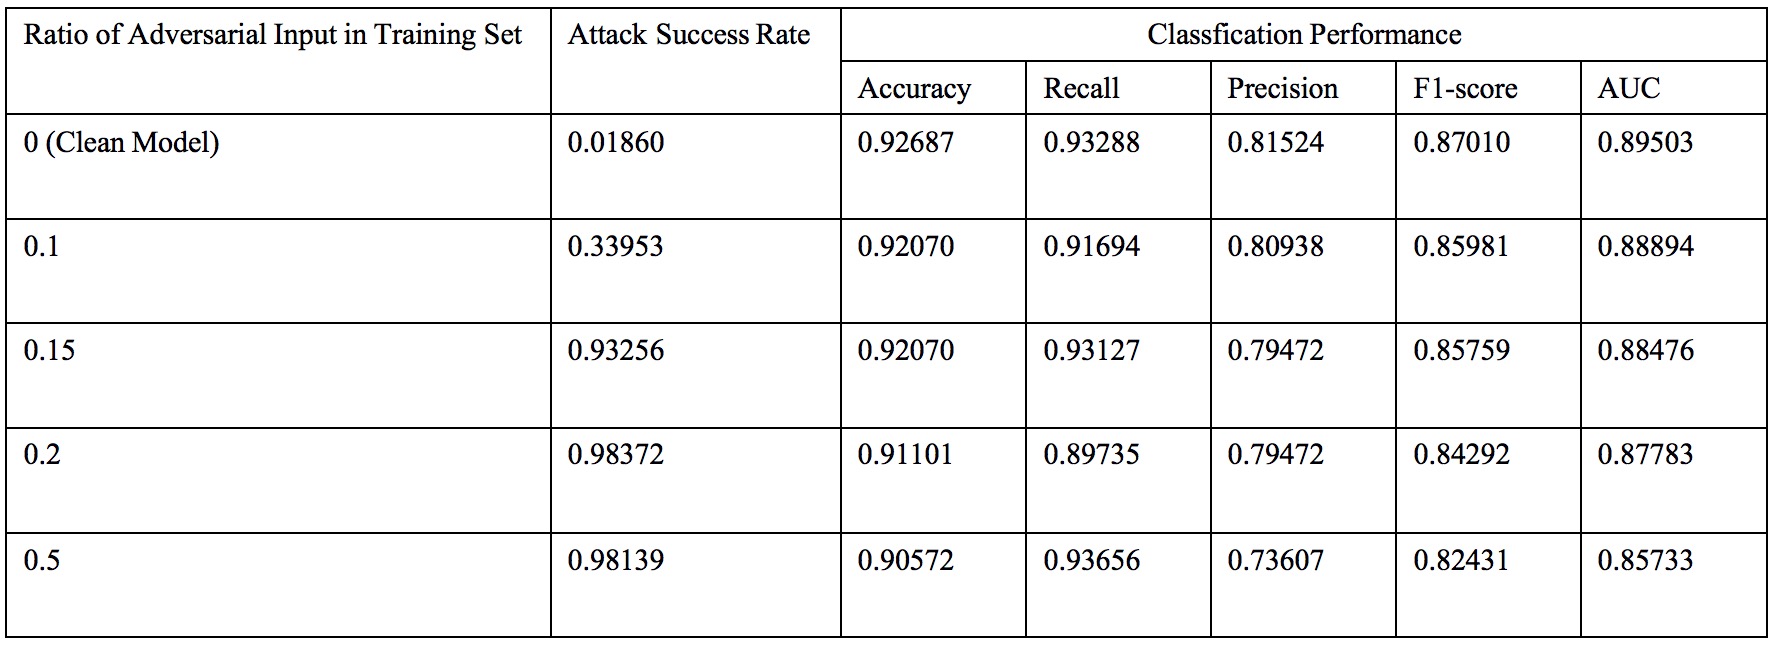 Ratio of Adversarial Input in Training Set Attack Success Rate Classfication Performance
Accuracy Recall Precision F1-score AUC
0 (Clean Model) 0.01860 0.92687 0.93288 0.81524 0.87010 0.89503
0.1 0.33953 0.92070 0.91694 0.80938 0.85981 0.88894
0.15 0.93256 0.92070 0.93127 0.79472 0.85759 0.88476
0.2 0.98372 0.91101 0.89735 0.79472 0.84292 0.87783
0.5 0.98139 0.90572 0.93656 0.73607 0.82431 0.85733